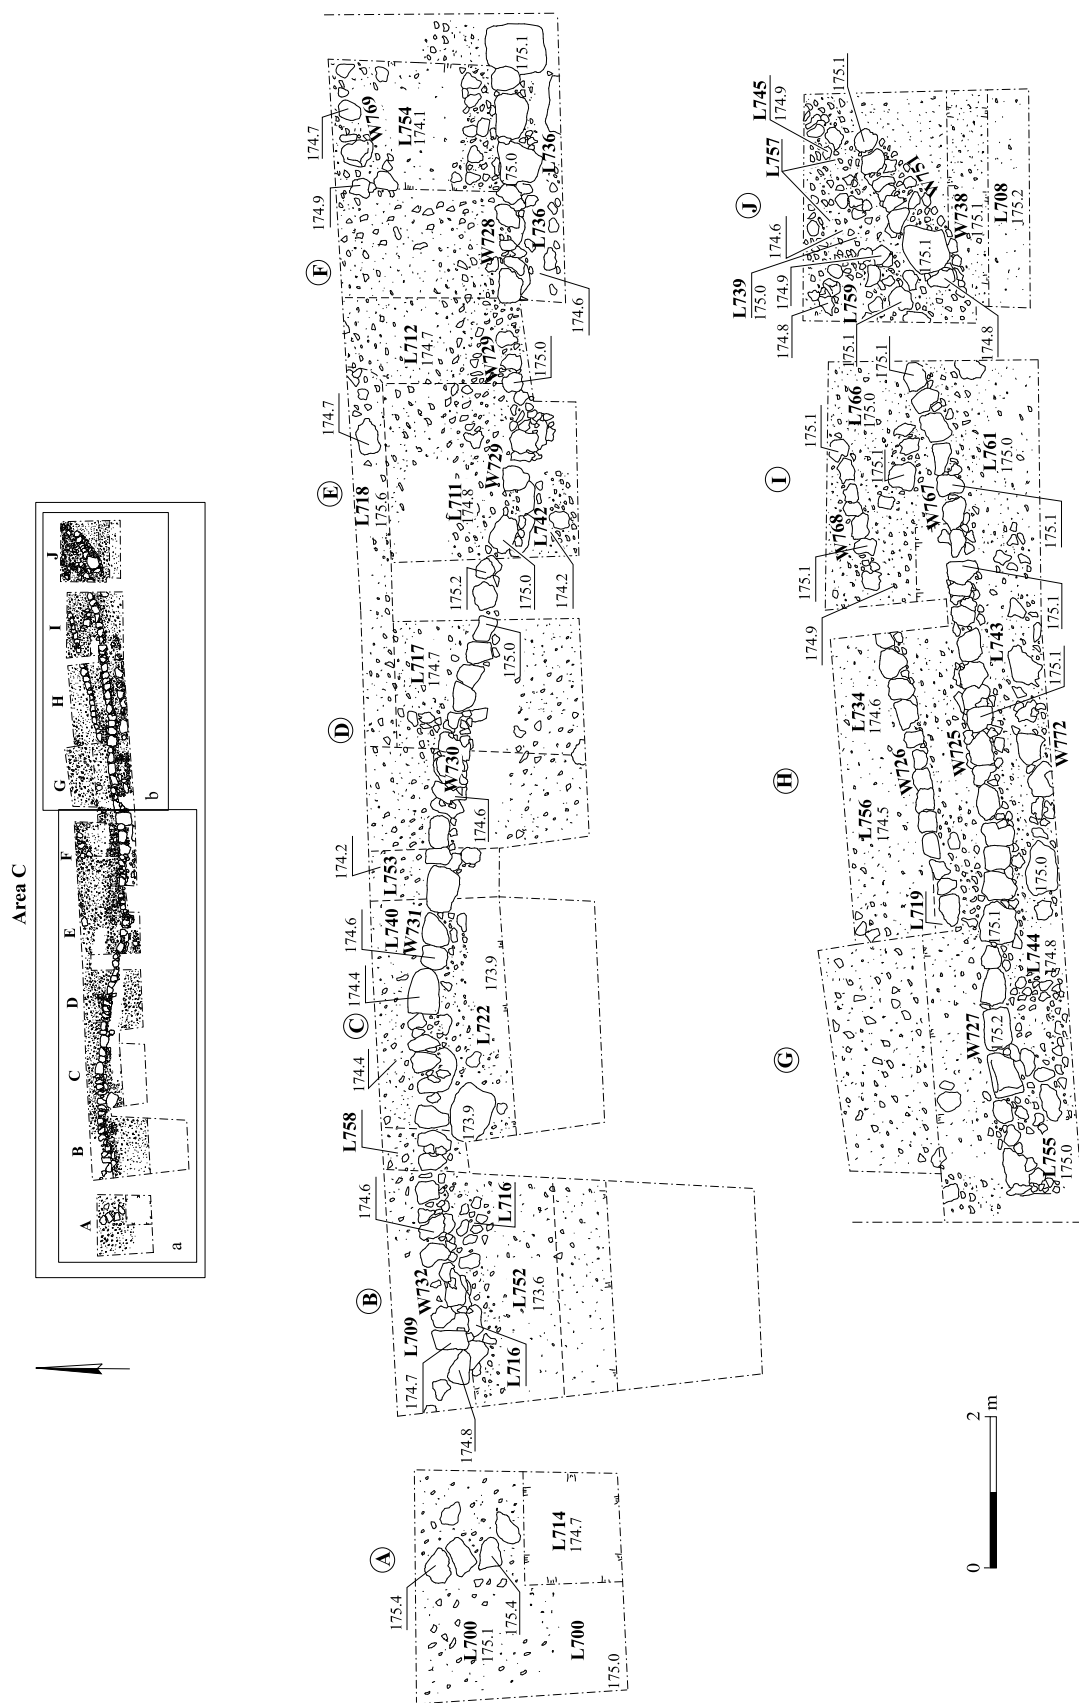 Area C
A
B
C
D
E
F
G
H
I
J
a
b
A
175.4
175.4
L700
175.1
L700
175.0
L714
174.7
B
L709
174.7
174.8
W732
174.6
L716
L716
L752
173.6
C
L758
174.4
174.4
174.6
L740
W731
L722
173.9
173.9
L753
174.2
D
W730
174.6
L717
174.7
175.0
E
L718
175.6
174.7
L711
174.8
175.2
175.0
174.2
L742
W729
W729
175.0
L712
174.7
F
W728
174.9
174.7
W769
L754
174.1
175.0
175.1
L736
L736
174.6
G
W727
175.2
L755
175.0
L744
174.8
175.1
L719
H
L756
174.5
W726
L734
174.6
W725
L743
175.1
175.0
W772
I
174.9
175.1
W768
175.1
175.1
L766
175.0
175.1
W767
L761
175.0
175.1
175.1
J
L739
175.0
174.6
174.9
174.8
L759
175.1
L757
L745
174.9
175.1
W751
175.1
W738
175.1
L708
175.2
174.8
0
2
m